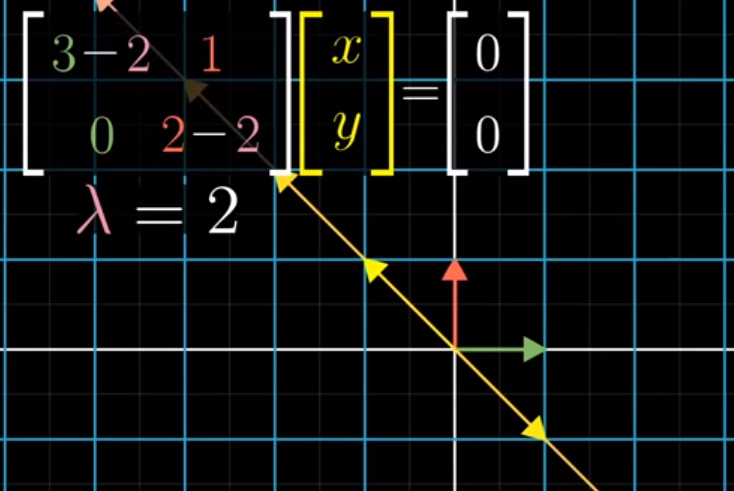 [3−2 1] [x] = [0]
[0 2−2] [y] [0]
λ = 2